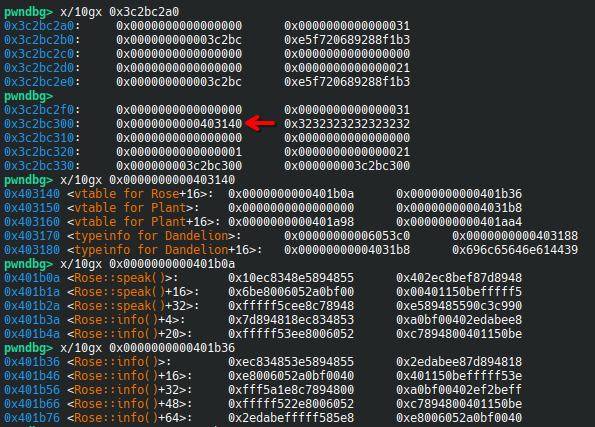 pwndbg> x/10gx 0x3c2bc2a0
0x3c2bc2a0: 0x0000000000000000 0x0000000000000031
0x3c2bc2b0: 0x000000000003c2bc 0xe5f720689288f1b3
0x3c2bc2c0: 0x0000000000000000 0x0000000000000000
0x3c2bc2d0: 0x0000000000000000 0x0000000000000021
0x3c2bc2e0: 0x000000000003c2bc 0xe5f720689288f1b3
pwndbg>
0x3c2bc2f0: 0x0000000000000000 0x0000000000000031
0x3c2bc300: 0x0000000000403140 0x3232323232323232
0x3c2bc310: 0x0000000000000000 0x0000000000000000
0x3c2bc320: 0x0000000000000001 0x0000000000000021
0x3c2bc330: 0x000000003c2bc300 0x000000003c2bc300
pwndbg> x/10gx 0x0000000000403140
0x403140 <vtable for Rose+16>: 0x0000000000401b0a 0x0000000000401b36
0x403150 <vtable for Plant>: 0x0000000000000000 0x00000000004031b8
0x403160 <vtable for Plant+16>: 0x0000000000401a98 0x0000000000401aa4
0x403170 <typeinfo for Dandelion>: 0x00000000006053c0 0x0000000000403188
0x403180 <typeinfo for Dandelion+16>: 0x00000000004031b8 0x696c65646e614439
pwndbg> x/10gx 0x0000000000401b0a
0x401b0a <Rose::speak()>: 0x10ec8348e5894855 0x402ec8bef87d8948
0x401b1a <Rose::speak()+16>: 0x6be8006052a0bf00 0x00401150befffff5
0x401b2a <Rose::speak()+32>: 0xfffff5cee8c78948 0xe589485590c3c990
0x401b3a <Rose::info()+4>: 0x7d894818ec834853 0xa0bf00402edabee8
0x401b4a <Rose::info()+20>: 0xfffff53ee8006052 0xc7894800401150be
pwndbg> x/10gx 0x0000000000401b36
0x401b36 <Rose::info()>: 0xec834853e5894855 0x2edabee87d894818
0x401b46 <Rose::info()+16>: 0xe8006052a0bf0040 0x401150befffff53e
0x401b56 <Rose::info()+32>: 0xfff5a1e8c7894800 0xa0bf00402ef2beff
0x401b66 <Rose::info()+48>: 0xfffff522e8006052 0xc7894800401150be
0x401b76 <Rose::info()+64>: 0x2edabefffff585e8 0xe8006052a0bf0040